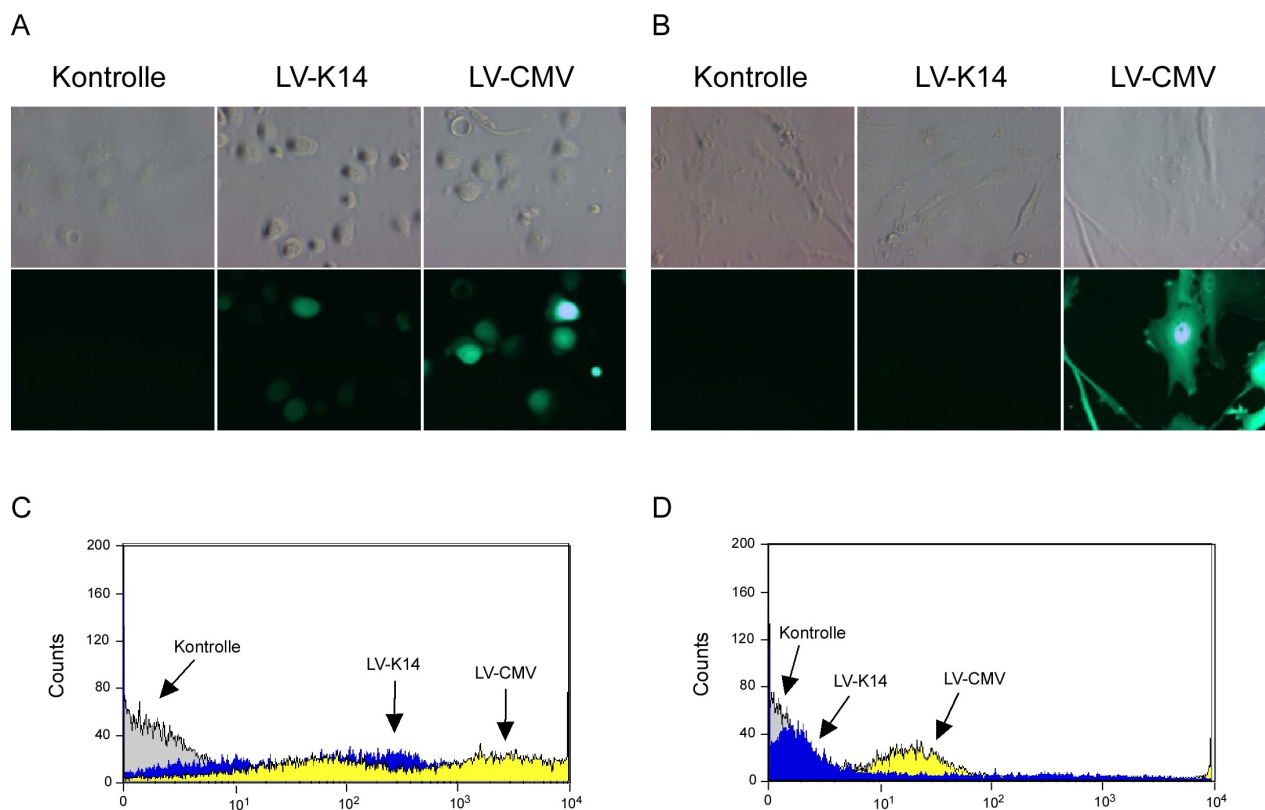 A
B
Kontrolle LV-K14 LV-CMV
Kontrolle LV-K14 LV-CMV
C
D
200
160
120
80
40
0
Counts
Kontrolle
LV-K14
LV-CMV
0 10¹ 10² 10³ 10⁴
200
160
120
80
40
0
Counts
Kontrolle
LV-K14
LV-CMV
0 10¹ 10² 10³ 10⁴